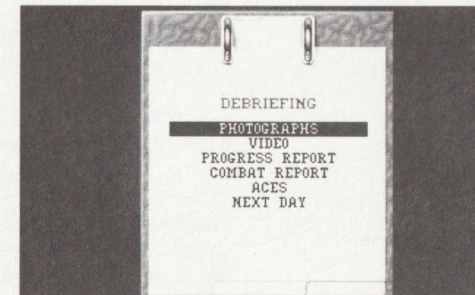 DEBRIEFING
PHOTOGRAPHS
VIDEO
PROGRESS REPORT
COMBAT REPORT
ACES
NEXT DAY